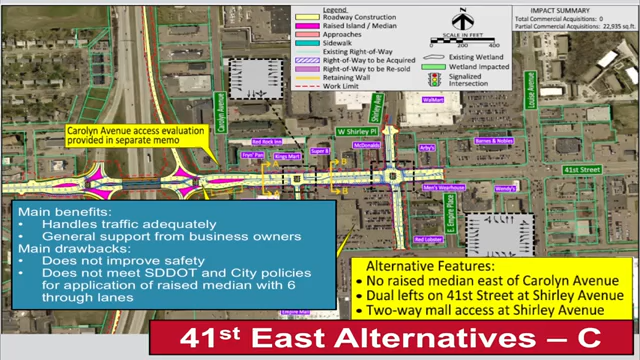 Legend
Roadway Construction
Raised Island / Median
Approaches
Sidewalk
Existing Right-of-Way
Right-of-Way to be Acquired
Right-of-Way to be Re-sold
Retaining Wall
Work Limit
N
SCALE IN FEET
0 200 400
Existing Wetland
Wetland Impacted
Signalized
Intersection
IMPACT SUMMARY
Total Commercial Acquisitions: 0
Partial Commercial Acquisitions: 22,935 sq.ft.
Carolyn Avenue
Shirley Ave
Louise Avenue
WalMart
Carolyn Avenue access evaluation
provided in separate memo
W Shirley Pl
Red Rock Inn
Super 8
McDonalds
Arby's
Barnes & Nobles
Fryn' Pan
Kings Mart
41st Street
Men's Wearhouse
Wendy's
E. Empire Place
Red Lobster
Empire Mall
Main benefits:
• Handles traffic adequately
• General support from business owners
Main drawbacks:
• Does not improve safety
• Does not meet SDDOT and City policies
for application of raised median with 6
through lanes
Alternative Features:
• No raised median east of Carolyn Avenue
• Dual lefts on 41st Street at Shirley Avenue
• Two-way mall access at Shirley Avenue
41st East Alternatives – C